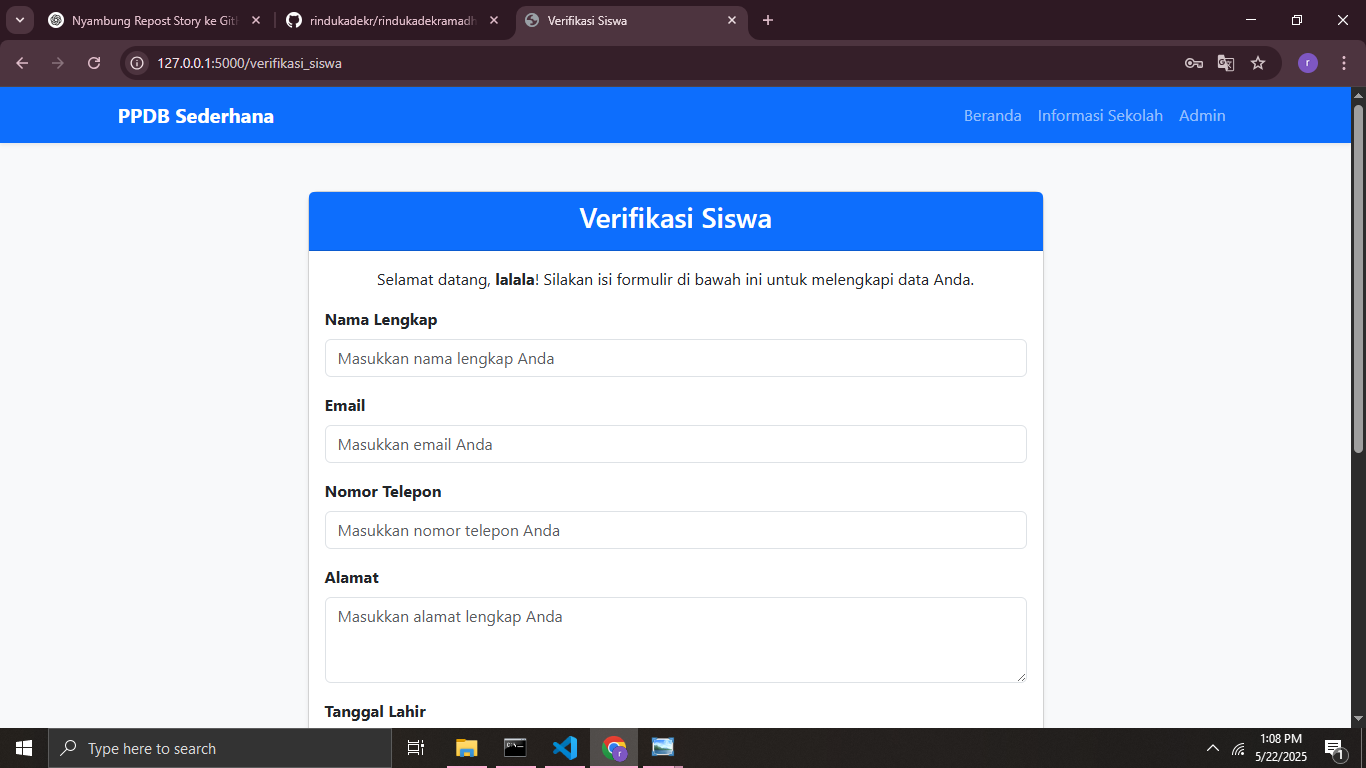 Nyambung Repost Story ke Gitl
rindukadekr/rindukadekramadh
Verifikasi Siswa
127.0.0.1:5000/verifikasi_siswa
r
PPDB Sederhana
Beranda
Informasi Sekolah
Admin
Verifikasi Siswa
Selamat datang, lalala! Silakan isi formulir di bawah ini untuk melengkapi data Anda.
Nama Lengkap
Masukkan nama lengkap Anda
Email
Masukkan email Anda
Nomor Telepon
Masukkan nomor telepon Anda
Alamat
Masukkan alamat lengkap Anda
Tanggal Lahir
Type here to search
1:08 PM
5/22/2025
1